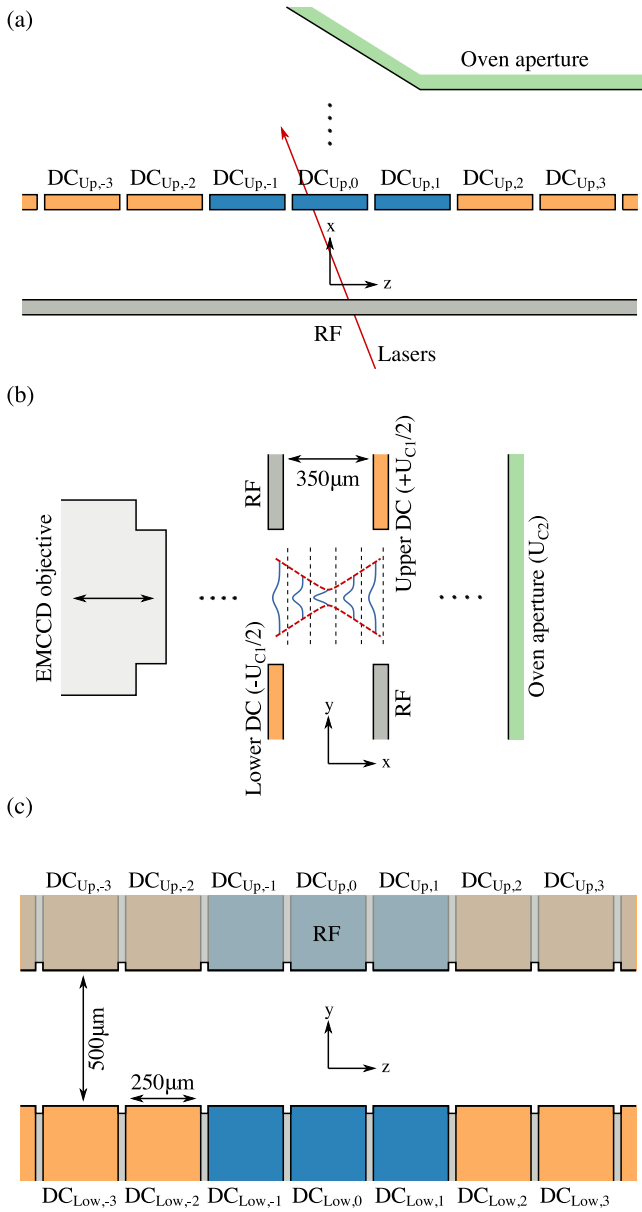 (a)
Oven aperture
DC_Up,-3 DC_Up,-2 DC_Up,-1 DC_Up,0 DC_Up,1 DC_Up,2 DC_Up,3
x
z
RF
Lasers
(b)
EMCCD objective
RF
350μm
Upper DC (+U_C1/2)
Oven aperture (U_C2)
Lower DC (-U_C1/2)
RF
y
x
(c)
DC_Up,-3 DC_Up,-2 DC_Up,-1 DC_Up,0 DC_Up,1 DC_Up,2 DC_Up,3
RF
500μm
y
z
250μm
DC_Low,-3 DC_Low,-2 DC_Low,-1 DC_Low,0 DC_Low,1 DC_Low,2 DC_Low,3